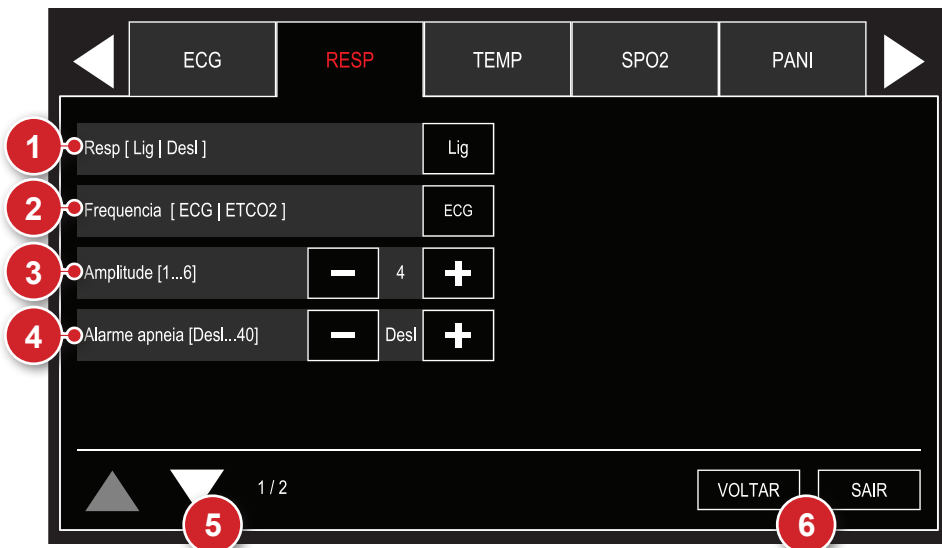 ECG RESP TEMP SPO2 PANI
1 Resp [ Lig | Desl ] Lig
2 Frequencia [ ECG | ETCO2 ] ECG
3 Amplitude [1...6] − 4 +
4 Alarme apneia [Desl...40] − Desl +
1 / 2 VOLTAR SAIR
5 6